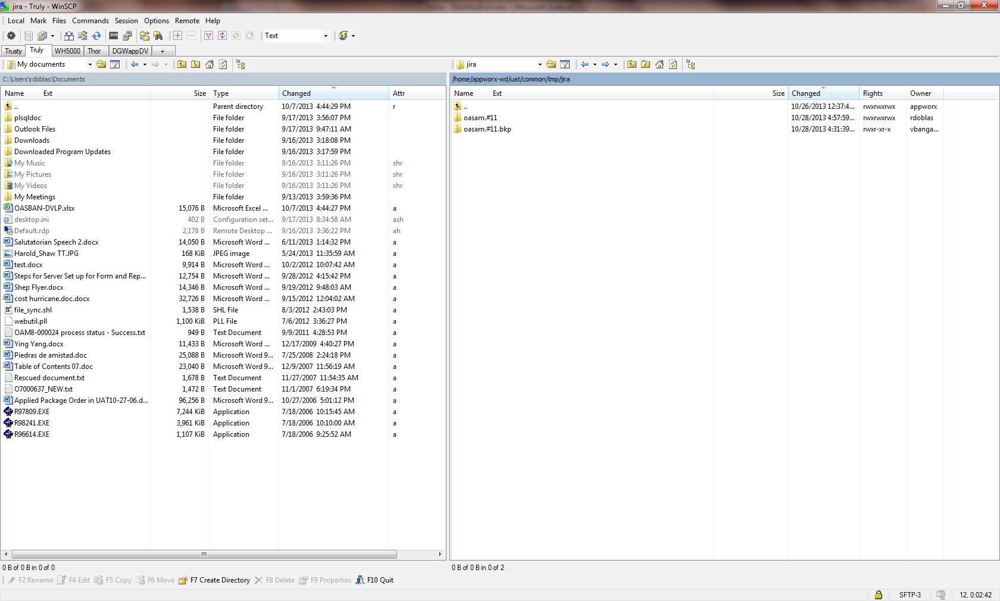 jira - Truly - WinSCP
Local Mark Files Commands Session Options Remote Help
Text
Trusty Truly WH5000 Thor DGWappDV +
My documents
C:\Users\rdoblas\Documents
Name Ext Size Type Changed Attr
.. Parent directory 10/7/2013 4:44:29 PM r
plsqldoc File folder 9/17/2013 3:56:07 PM
Outlook Files File folder 9/17/2013 9:47:11 AM
Downloads File folder 9/16/2013 3:18:08 PM
Downloaded Program Updates File folder 9/16/2013 3:17:59 PM
My Music File folder 9/16/2013 3:11:26 PM shr
My Pictures File folder 9/16/2013 3:11:26 PM shr
My Videos File folder 9/16/2013 3:11:26 PM shr
My Meetings File folder 9/13/2013 3:59:36 PM
OASBAN-DVLP.xlsx 15,076 B Microsoft Excel ... 10/7/2013 4:44:27 PM a
desktop.ini 402 B Configuration set... 9/17/2013 8:34:58 AM ash
Default.rdp 2,178 B Remote Desktop ... 9/16/2013 3:36:22 PM ah
Salutatorian Speech 2.docx 14,050 B Microsoft Word ... 6/11/2013 1:14:32 PM a
Harold_Shaw TT.JPG 168 KiB JPEG image 5/24/2013 11:35:59 AM a
test.docx 9,914 B Microsoft Word ... 10/2/2012 10:07:42 AM a
Steps for Server Set up for Form and Rep... 12,754 B Microsoft Word ... 9/28/2012 4:15:42 PM a
Shep Flyer.docx 14,346 B Microsoft Word ... 9/19/2012 9:48:03 AM a
cost hurricane.doc.docx 32,726 B Microsoft Word ... 9/15/2012 12:04:02 AM a
file_sync.shl 1,538 B SHL File 8/3/2012 2:43:03 PM a
webutil.pll 1,100 KiB PLL File 7/6/2012 3:36:27 PM a
OAM8-000024 process status - Success.txt 949 B Text Document 9/9/2011 4:28:53 PM a
Ying Yang.docx 11,433 B Microsoft Word ... 12/17/2009 4:40:27 PM a
Piedras de amistad.doc 25,088 B Microsoft Word 9... 7/25/2008 2:24:18 PM a
Table of Contents 07.doc 23,040 B Microsoft Word 9... 12/9/2007 11:56:19 AM a
Rescued document.txt 1,678 B Text Document 11/27/2007 11:54:35 AM a
O7000637_NEW.txt 1,472 B Text Document 11/1/2007 6:19:34 PM a
Applied Package Order in UAT10-27-06.d... 96,256 B Microsoft Word 9... 10/27/2006 5:01:12 PM a
R97809.EXE 7,244 KiB Application 7/18/2006 10:15:45 AM a
R98241.EXE 3,961 KiB Application 7/18/2006 10:10:00 AM a
R96614.EXE 1,107 KiB Application 7/18/2006 9:25:52 AM a
0 B of 0 B in 0 of 0
jira
/home/appworx-wd/uat/common/tmp/jira
Name Ext Size Changed Rights Owner
.. 10/26/2013 12:37:4... rwxrwxrwx appworx
oasam.#11 10/28/2013 4:57:59... rwxrwxrwx rdoblas
oasam.#11.bkp 10/28/2013 4:31:39... rwxr-xr-x vbanga...
0 B of 0 B in 0 of 2
F2 Rename F4 Edit F5 Copy F6 Move F7 Create Directory F8 Delete F9 Properties F10 Quit
SFTP-3 12, 0:02:42